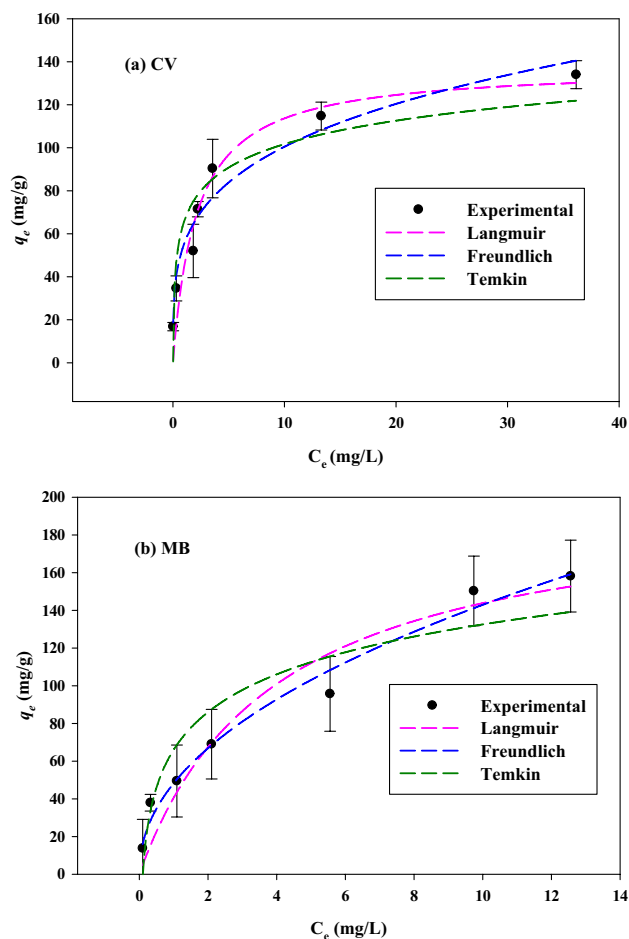 160
140
120
100
80
60
40
20
0
qe (mg/g)
(a) CV
Experimental
Langmuir
Freundlich
Temkin
0 10 20 30 40
Ce (mg/L)
200
180
160
140
120
100
80
60
40
20
0
qe (mg/g)
(b) MB
Experimental
Langmuir
Freundlich
Temkin
0 2 4 6 8 10 12 14
Ce (mg/L)